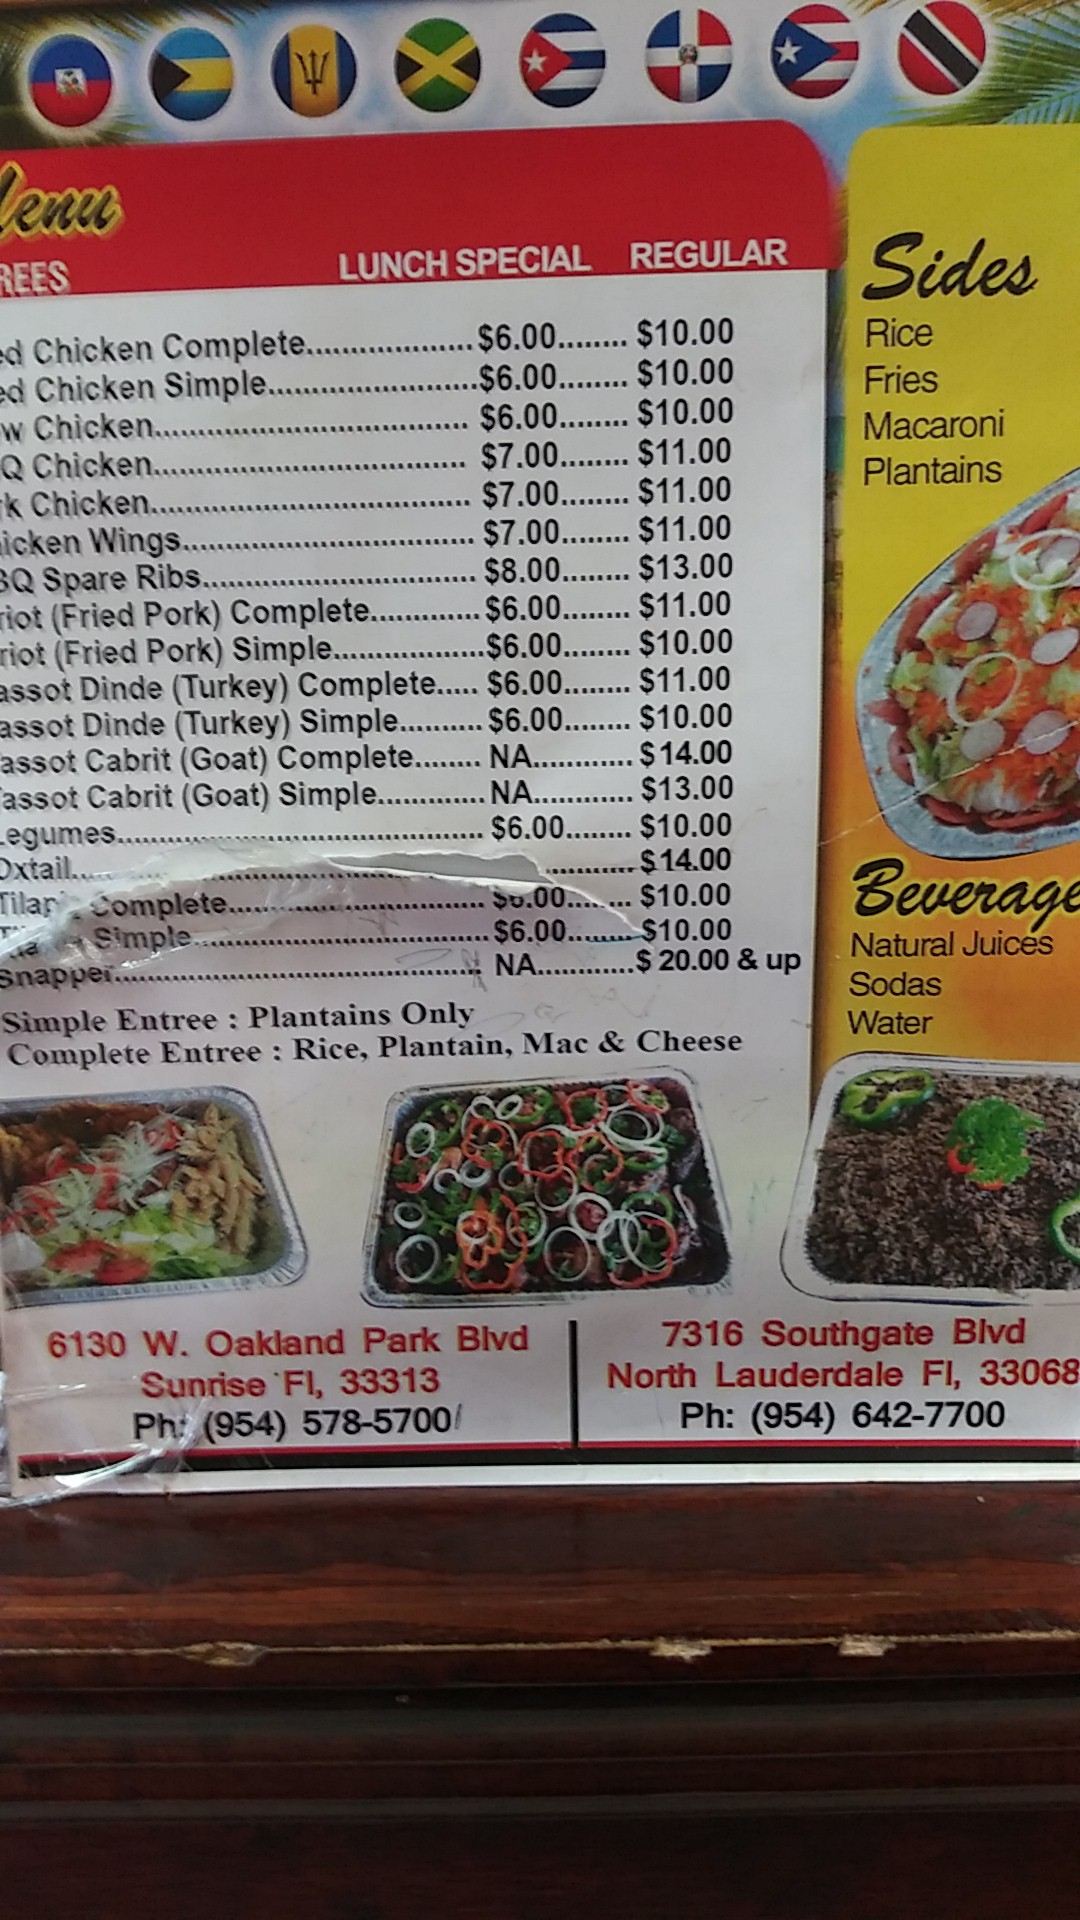 Menu
LUNCH SPECIAL REGULAR
Chicken Complete................... $6.00........ $10.00
Chicken Simple.........................$6.00........ $10.00
Chicken..................................... $6.00........ $10.00
Q Chicken..................................... $7.00........ $11.00
k Chicken....................................... $7.00........ $11.00
icken Wings................................... $7.00........ $11.00
BQ Spare Ribs................................. $8.00........ $13.00
riot (Fried Pork) Complete............. $6.00........ $11.00
riot (Fried Pork) Simple..................$6.00........ $10.00
assot Dinde (Turkey) Complete..... $6.00........ $11.00
assot Dinde (Turkey) Simple.......... $6.00........ $10.00
assot Cabrit (Goat) Complete........ NA............ $14.00
assot Cabrit (Goat) Simple............. NA............ $13.00
Legumes............................................ $6.00........ $10.00
Oxtail..... ........... $14.00
Complete............................... $6.00........ $10.00
Simple.................................... $6.00........ $10.00
Snapper............................................ NA............$ 20.00 & up
Simple Entree : Plantains Only
Complete Entree : Rice, Plantain, Mac & Cheese
Sides
Rice
Fries
Macaroni
Plantains
Beverage
Natural Juices
Sodas
Water
6130 W. Oakland Park Blvd
Sunrise Fl, 33313
Ph: (954) 578-5700
7316 Southgate Blvd
North Lauderdale Fl, 33068
Ph: (954) 642-7700